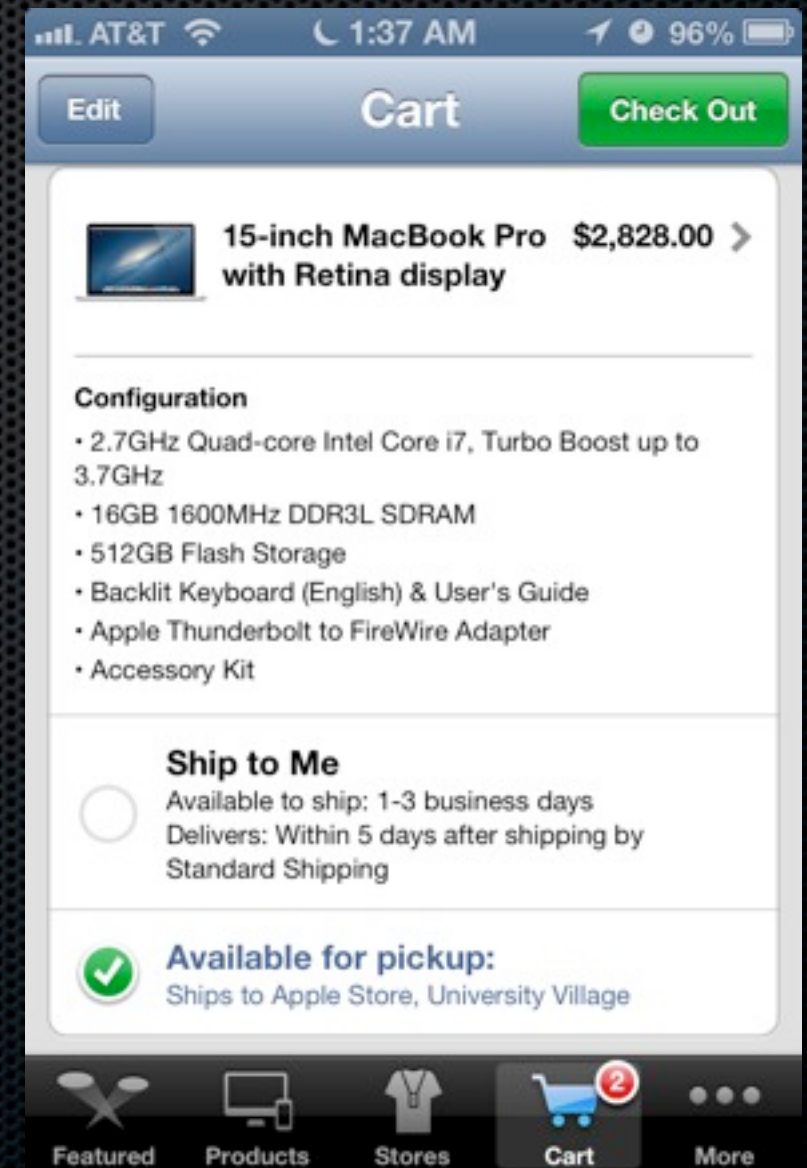 AT&T 1:37 AM 96%
Edit Cart Check Out
15-inch MacBook Pro $2,828.00
with Retina display
Configuration
• 2.7GHz Quad-core Intel Core i7, Turbo Boost up to
3.7GHz
• 16GB 1600MHz DDR3L SDRAM
• 512GB Flash Storage
• Backlit Keyboard (English) & User's Guide
• Apple Thunderbolt to FireWire Adapter
• Accessory Kit
Ship to Me
Available to ship: 1-3 business days
Delivers: Within 5 days after shipping by
Standard Shipping
Available for pickup:
Ships to Apple Store, University Village
2
Featured Products Stores Cart More